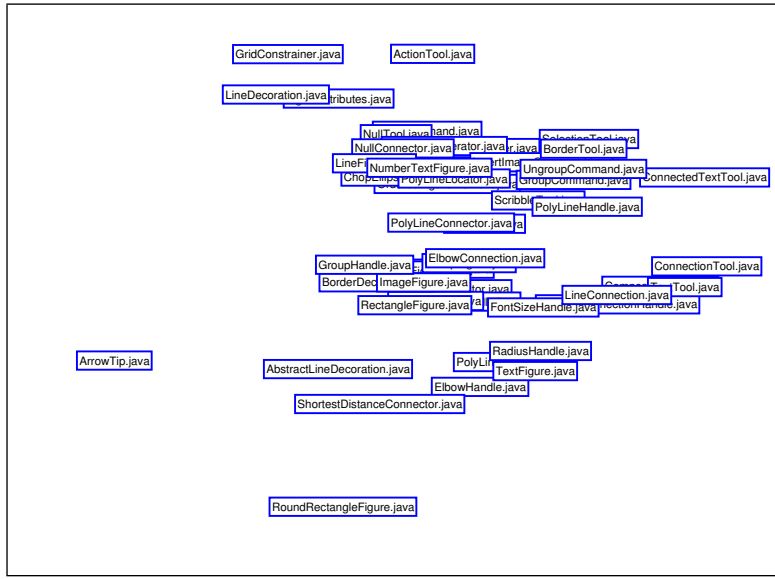 GridConstrainer.java
ActionTool.java
LineDecoration.java
tributes.java
NullTool.java
SelectionTool.java
NullConnector.java
BorderTool.java
NumberTextFigure.java
UngroupCommand.java
PolyLineLocator.java
GroupCommand.java
ConnectedTextTool.java
PolyLineHandle.java
PolyLineConnector.java
ElbowConnection.java
GroupHandle.java
ConnectionTool.java
ImageFigure.java
LineConnection.java
RectangleFigure.java
FontSizeHandle.java
RadiusHandle.java
ArrowTip.java
AbstractLineDecoration.java
TextFigure.java
ElbowHandle.java
ShortestDistanceConnector.java
RoundRectangleFigure.java